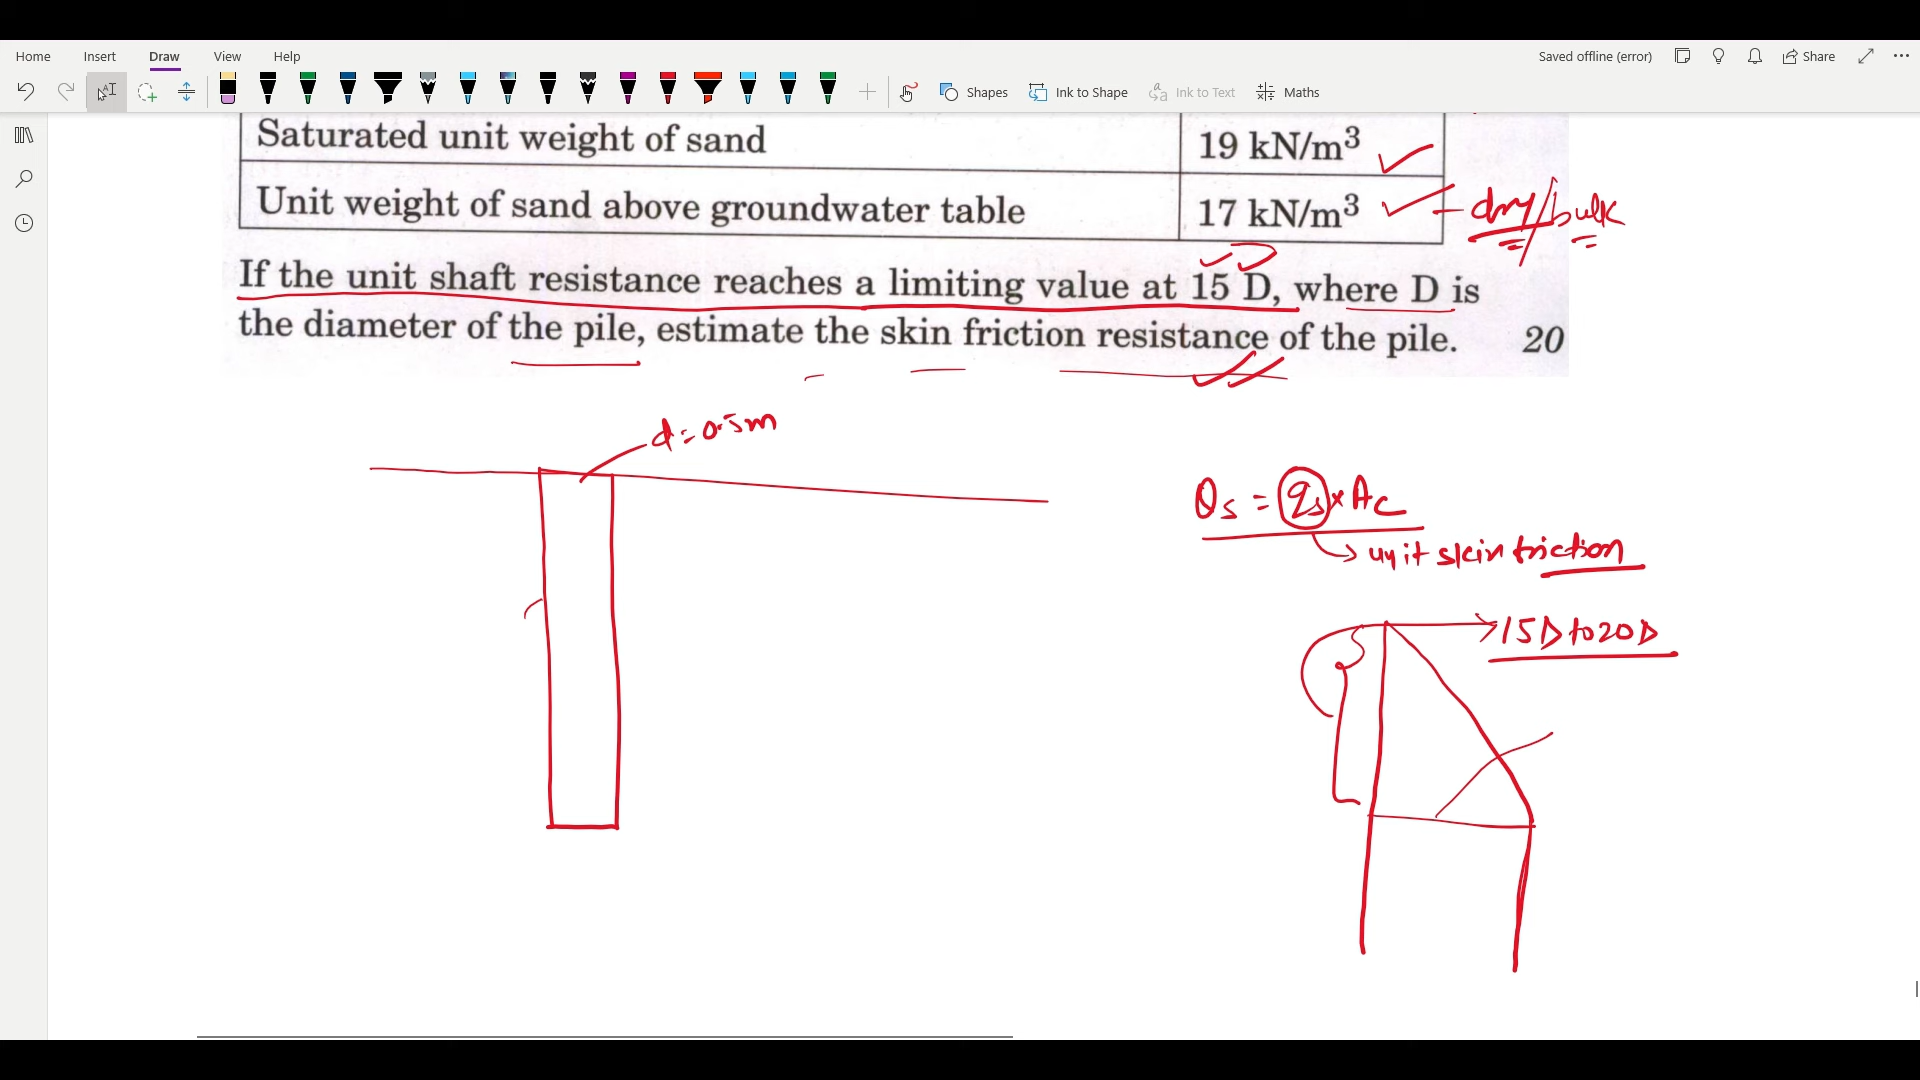 Home Insert Draw View Help Saved offline (error) Share
Shapes Ink to Shape Ink to Text Maths
Saturated unit weight of sand 19 kN/m³
Unit weight of sand above groundwater table 17 kN/m³
dry/bulk
If the unit shaft resistance reaches a limiting value at 15 D, where D is
the diameter of the pile, estimate the skin friction resistance of the pile. 20
d=0.5m
Qs = qs × Ac
unit skin friction
15D to 20D